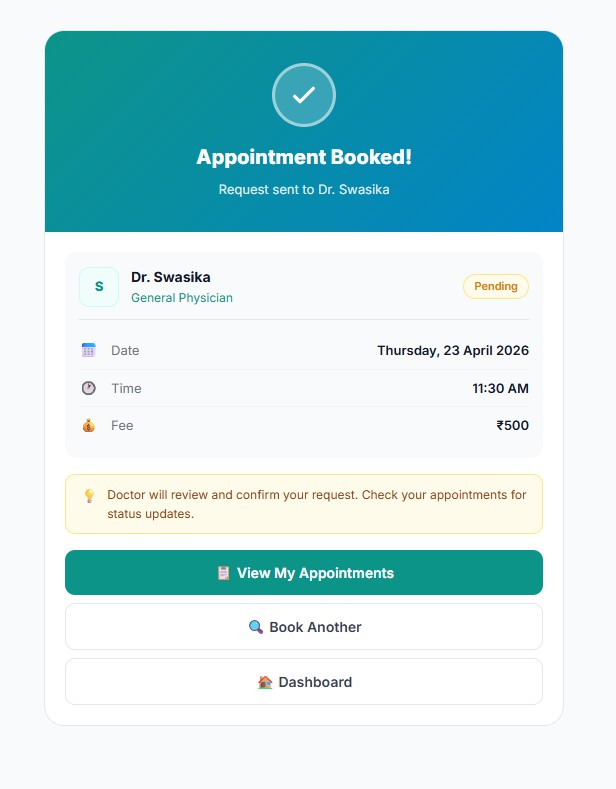 Appointment Booked!
Request sent to Dr. Swasika
S
Dr. Swasika
General Physician
Pending
Date
Thursday, 23 April 2026
Time
11:30 AM
Fee
₹500
Doctor will review and confirm your request. Check your appointments for
status updates.
View My Appointments
Book Another
Dashboard